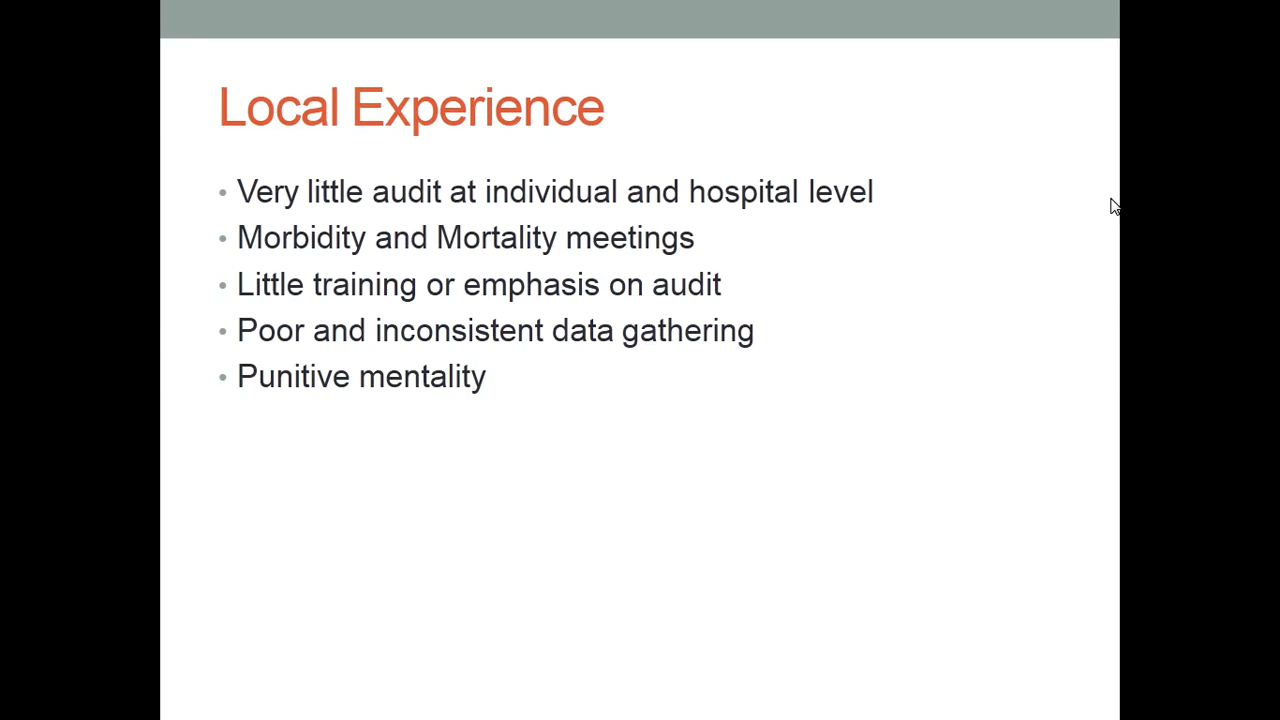 Local Experience
• Very little audit at individual and hospital level
• Morbidity and Mortality meetings
• Little training or emphasis on audit
• Poor and inconsistent data gathering
• Punitive mentality